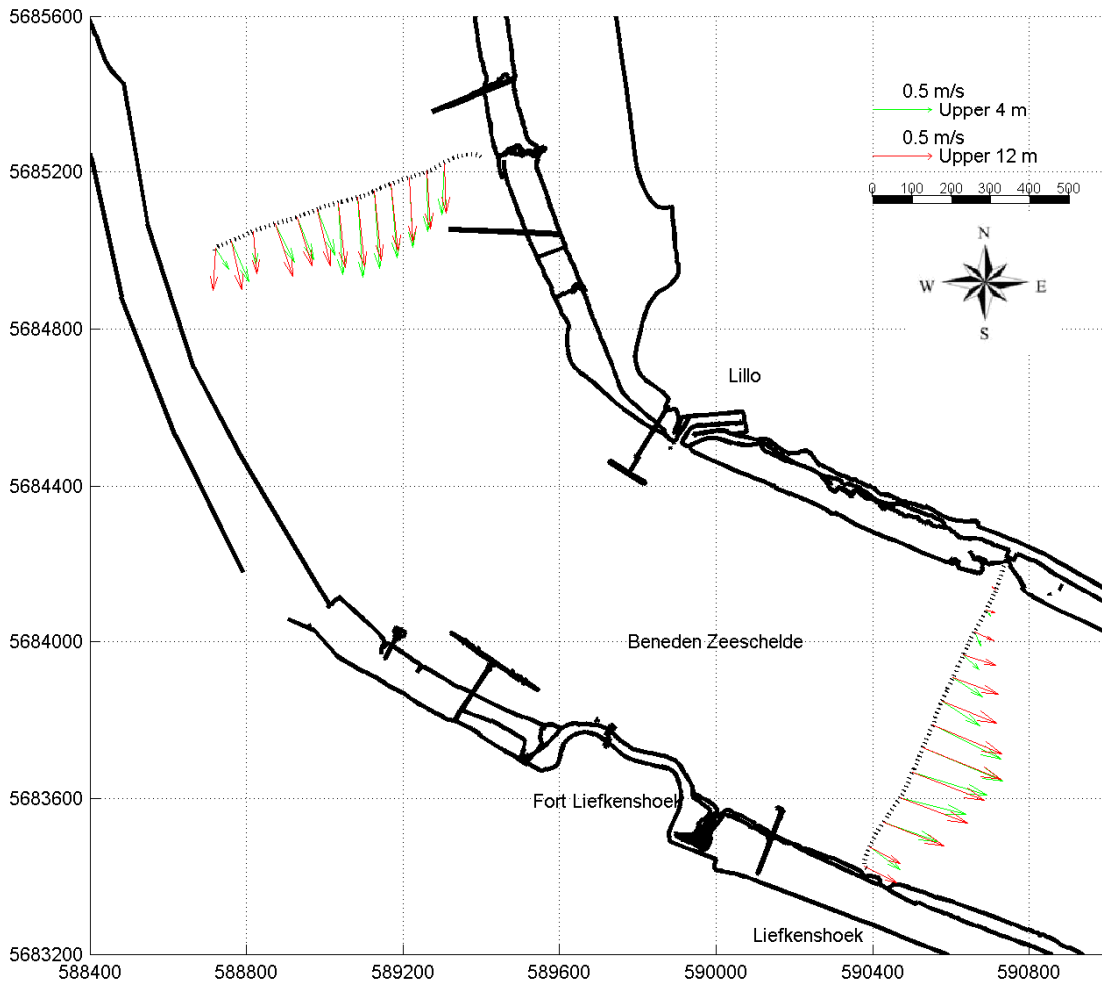 5685600
5685200
5684800
5684400
5684000
5683600
5683200
588400
588800
589200
589600
590000
590400
590800
0.5 m/s
Upper 4 m
0.5 m/s
Upper 12 m
0 100 200 300 400 500
N
W E
S
Lillo
Beneden Zeeschelde
Fort Liefkenshoek
Liefkenshoek